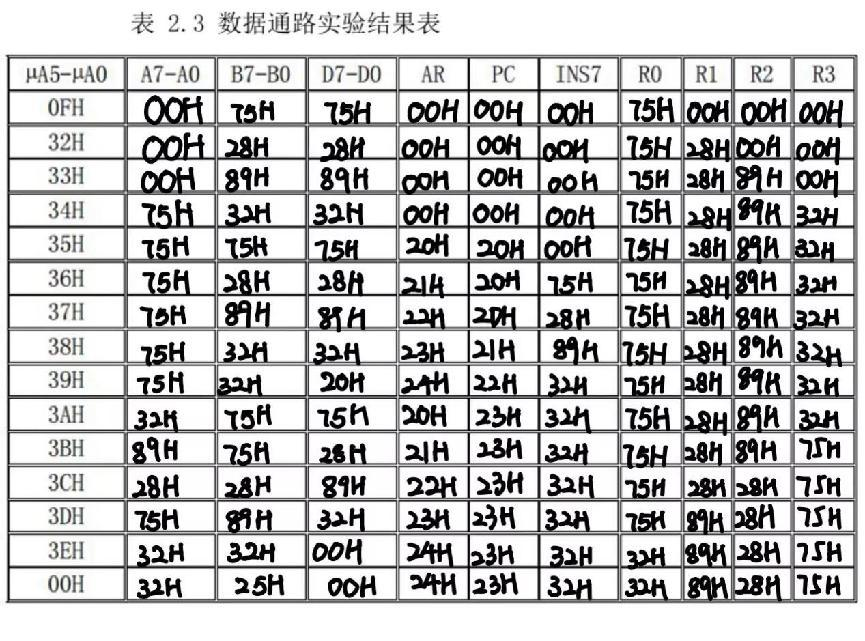 表 2.3 数据通路实验结果表
μA5-μA0 A7-A0 B7-B0 D7-D0 AR PC INS7 R0 R1 R2 R3
0FH 00H 75H 75H 00H 00H 00H 75H 00H 00H 00H
32H 00H 28H 28H 00H 00H 00H 75H 28H 00H 00H
33H 00H 89H 89H 00H 00H 00H 75H 28H 89H 00H
34H 75H 32H 32H 00H 00H 00H 75H 28H 89H 32H
35H 75H 75H 75H 20H 20H 00H 75H 28H 89H 32H
36H 75H 28H 28H 21H 20H 75H 75H 28H 89H 32H
37H 75H 89H 89H 22H 20H 28H 75H 28H 89H 32H
38H 75H 32H 32H 23H 21H 89H 75H 28H 89H 32H
39H 75H 32H 20H 24H 22H 32H 75H 28H 89H 32H
3AH 32H 75H 75H 20H 23H 32H 75H 28H 89H 32H
3BH 89H 75H 28H 21H 23H 32H 75H 28H 89H 75H
3CH 28H 28H 89H 22H 23H 32H 75H 28H 28H 75H
3DH 75H 89H 32H 23H 23H 32H 75H 89H 28H 75H
3EH 32H 32H 00H 24H 23H 32H 32H 89H 28H 75H
00H 32H 25H 00H 24H 23H 32H 32H 89H 28H 75H